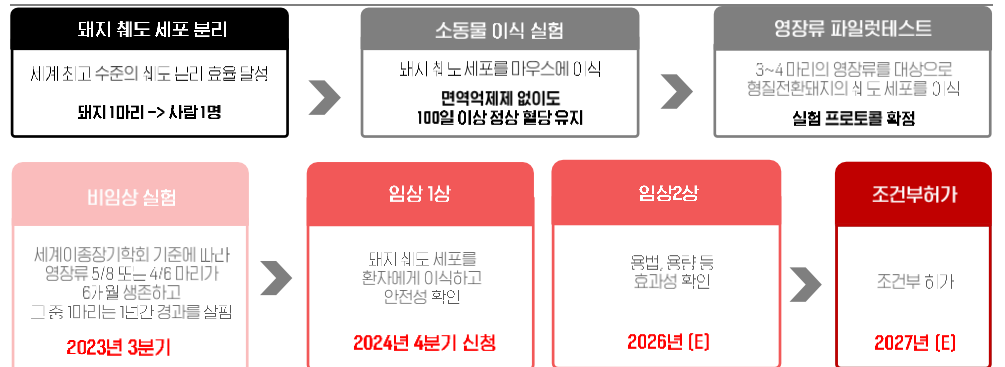 돼지 췌도 세포 분리
세계 최고 수준의 췌도 분리 효율 달성
돼지 1마리 -> 사람 1명
소동물 이식 실험
돼지 췌도 세포를 마우스에 이식
면역억제제 없이도
100일 이상 정상 혈당 유지
영장류 파일럿테스트
3~4 마리의 영장류를 대상으로
형질전환돼지의 췌도 세포를 이식
실험 프로토콜 확정
비임상 실험
세계이종장기학회 기준에 따라
영장류 5/8 또는 4/6 마리가
6개월 생존하고
그 중 1마리는 1년간 경과를 살핌
2023년 3분기
임상 1상
돼지 췌도 세포를
환자에게 이식하고
안전성 확인
2024년 4분기 신청
임상2상
용법, 용량 등
효과성 확인
2026년 (E)
조건부허가
조건부 허가
2027년 (E)